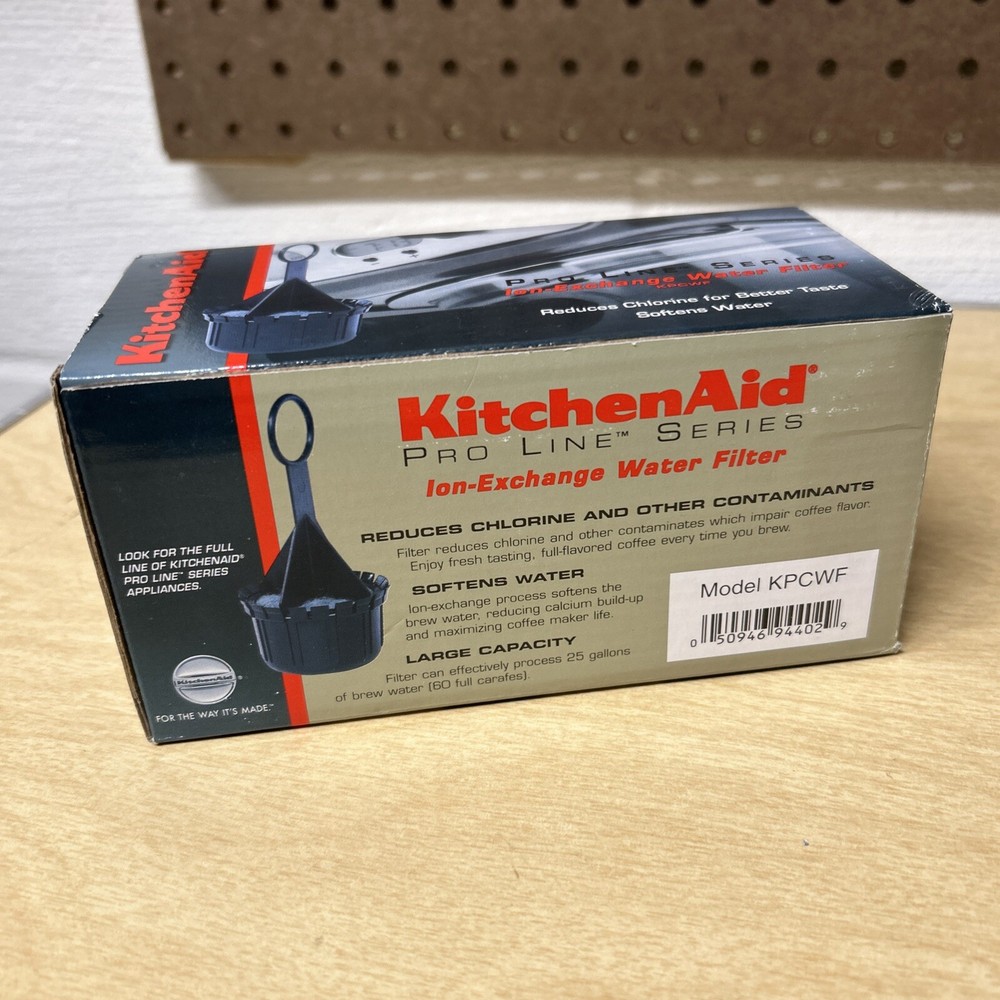 KitchenAid
PRO LINE SERIES
Ion-Exchange Water Filter
KPCWF
Reduces Chlorine for Better Taste
Softens Water
KitchenAid®
PRO LINE™ SERIES
Ion-Exchange Water Filter
REDUCES CHLORINE AND OTHER CONTAMINANTS
Filter reduces chlorine and other contaminates which impair coffee flavor.
Enjoy fresh tasting, full-flavored coffee every time you brew.
SOFTENS WATER
Ion-exchange process softens the
brew water, reducing calcium build-up
and maximizing coffee maker life.
LARGE CAPACITY
Filter can effectively process 25 gallons
of brew water (60 full carafes).
Model KPCWF
0 50946 94402 9
LOOK FOR THE FULL
LINE OF KITCHENAID®
PRO LINE™ SERIES
APPLIANCES.
KitchenAid®
FOR THE WAY IT'S MADE.™